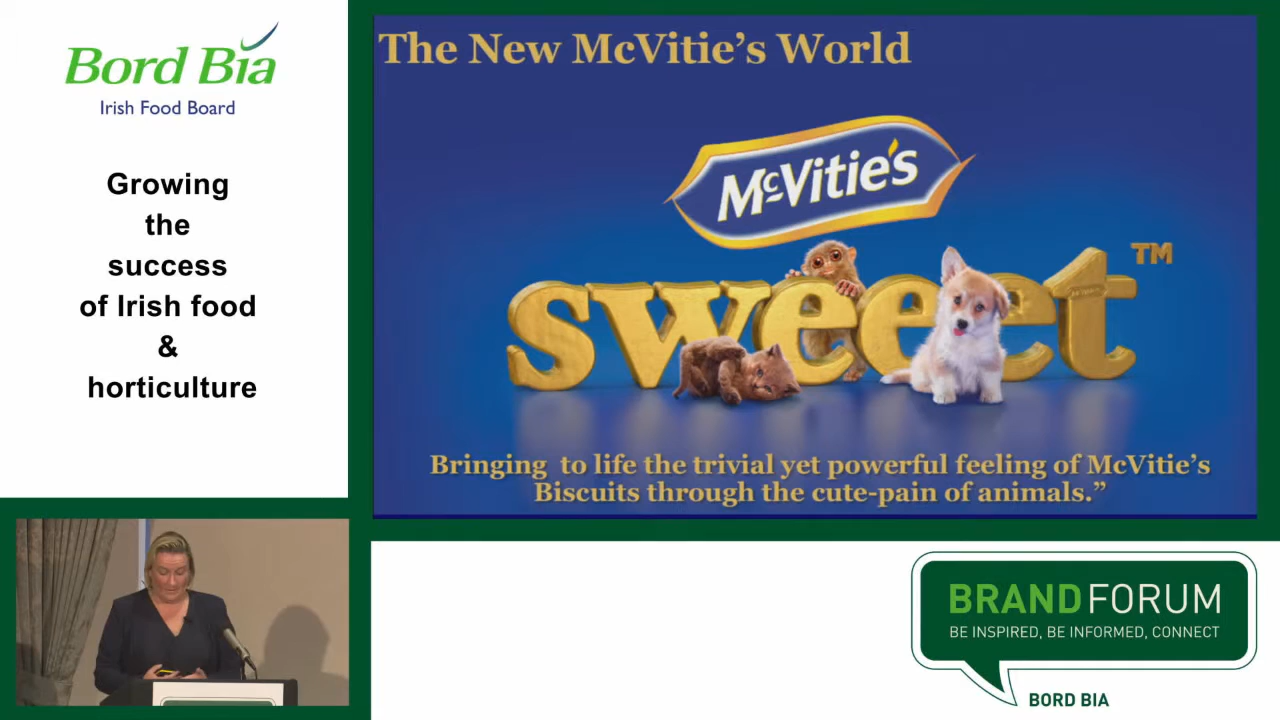 Bord Bia
Irish Food Board
Growing
the
success
of Irish food
&
horticulture
The New McVitie's World
McVitie's
sweeet™
Bringing to life the trivial yet powerful feeling of McVitie's
Biscuits through the cute-pain of animals.”
BRANDFORUM
BE INSPIRED, BE INFORMED, CONNECT
BORD BIA